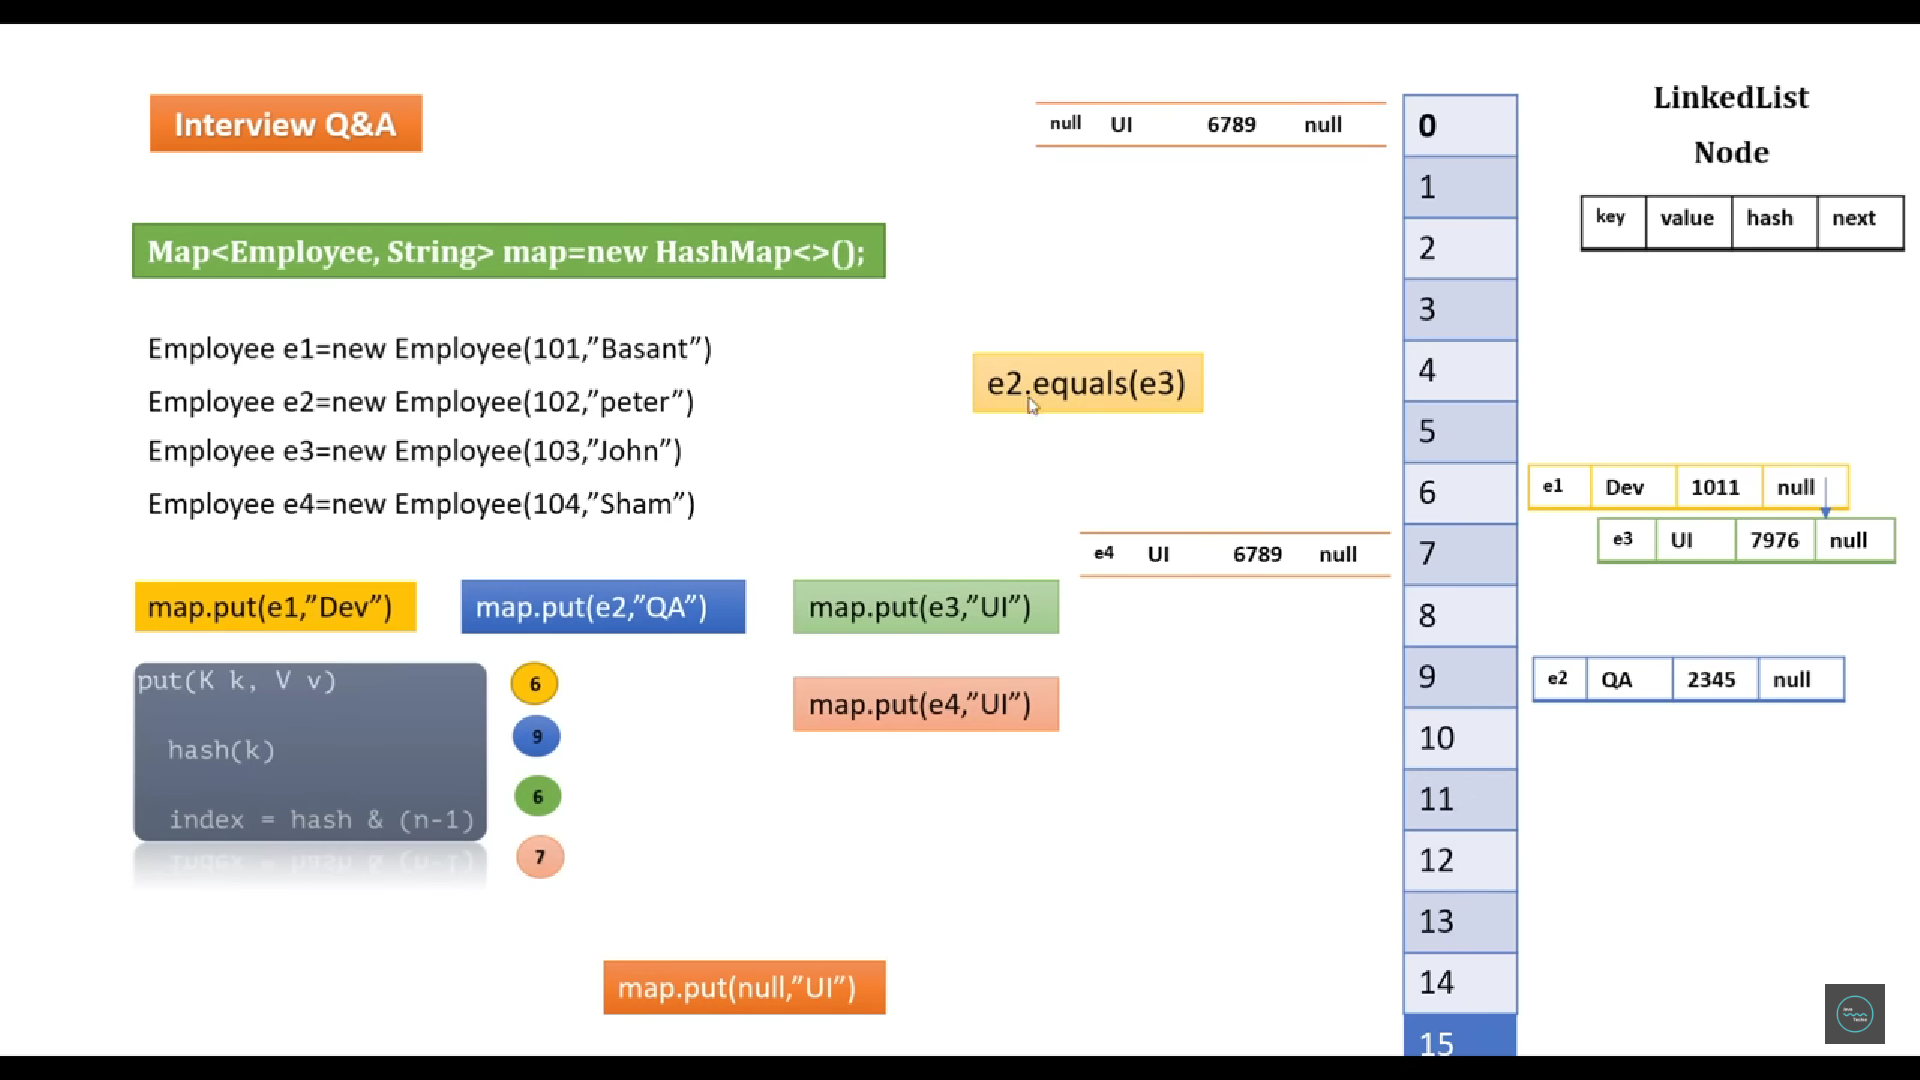 Interview Q&A
Map<Employee, String> map=new HashMap<>();
Employee e1=new Employee(101,”Basant”)
Employee e2=new Employee(102,”peter”)
Employee e3=new Employee(103,”John”)
Employee e4=new Employee(104,”Sham”)
map.put(e1,”Dev”)
map.put(e2,”QA”)
map.put(e3,”UI”)
map.put(e4,”UI”)
put(K k, V v)
hash(k)
index = hash & (n-1)
6
9
6
7
map.put(null,”UI”)
null UI 6789 null
e2.equals(e3)
e4 UI 6789 null
0
1
2
3
4
5
6
7
8
9
10
11
12
13
14
15
LinkedList
Node
key value hash next
e1 Dev 1011 null
e3 UI 7976 null
e2 QA 2345 null